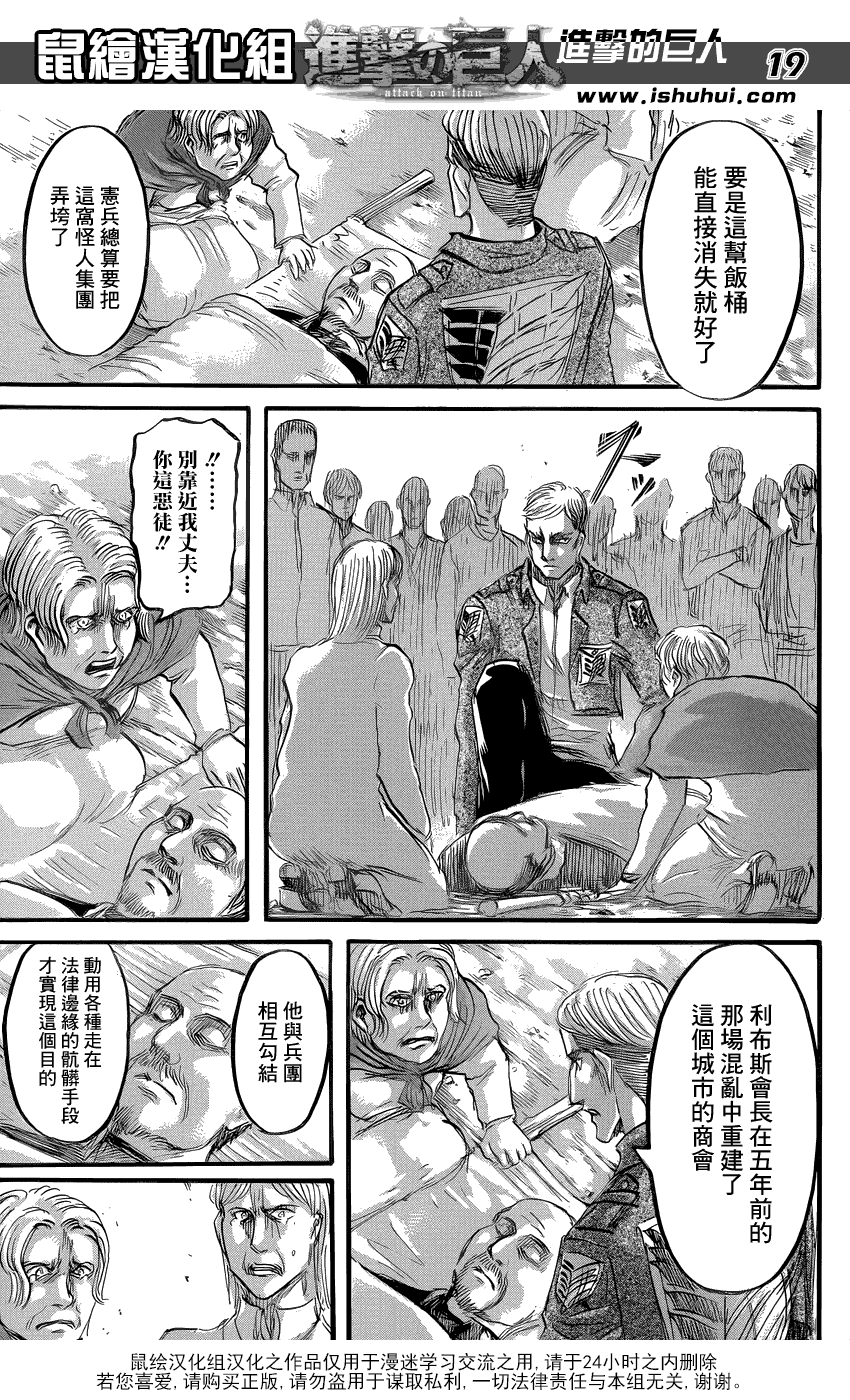 鼠繪漢化組
進擊の巨人
attack on titan
進擊的巨人
19
www.ishuhui.com
要是這幫飯桶
能直接消失就好了
憲兵總算要把
這窩怪人集團
弄垮了
ザッ
!!……
別靠近我丈夫…
你這惡徒!!
利布斯會長在五年前的
那場混亂中重建了
這個城市的商會
他與兵團
相互勾結
動用各種走在
法律邊緣的骯髒手段
才實現這個目的
鼠绘汉化组汉化之作品仅用于漫迷学习交流之用, 请于24小时之内删除
若您喜爱, 请购买正版, 请勿盗用于谋取私利, 一切法律责任与本组无关, 谢谢。